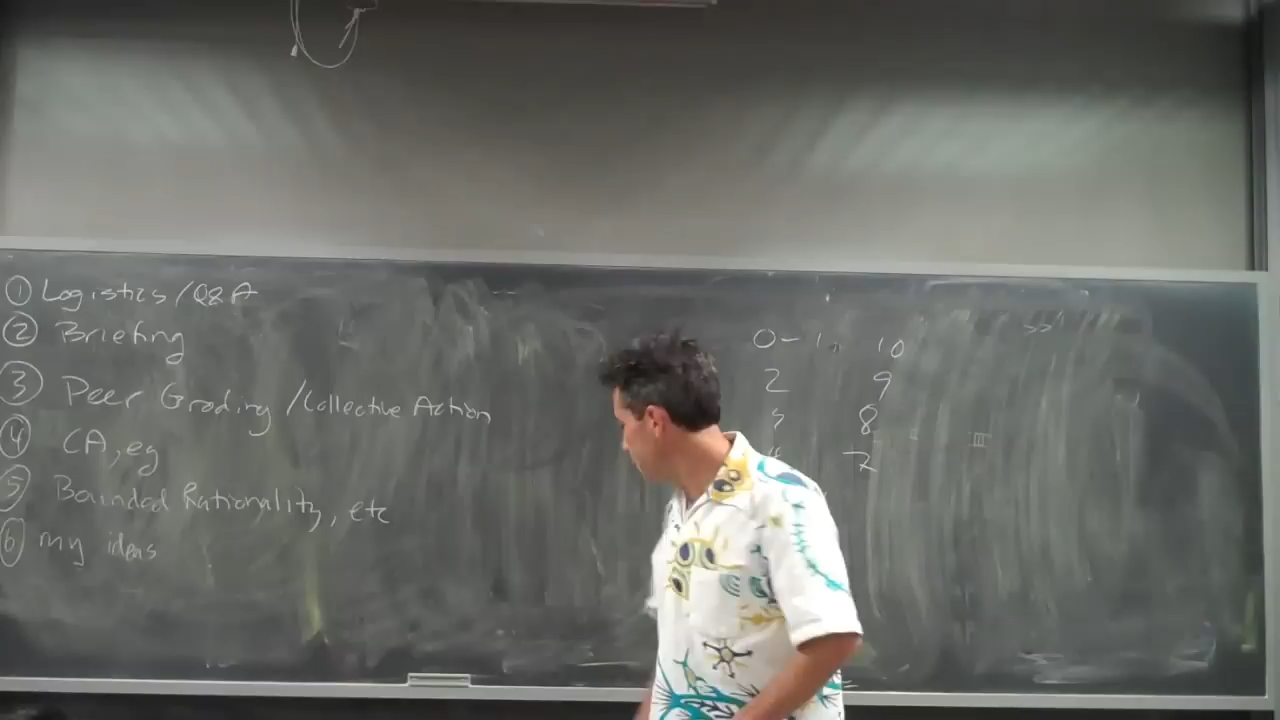 ① Logistics/Q&A
② Briefing
③ Peer Grading/Collective Action
④ CA, eg
⑤ Bounded Rationality, etc
⑥ my ideas
0-1, 10
2 9
3 8
7